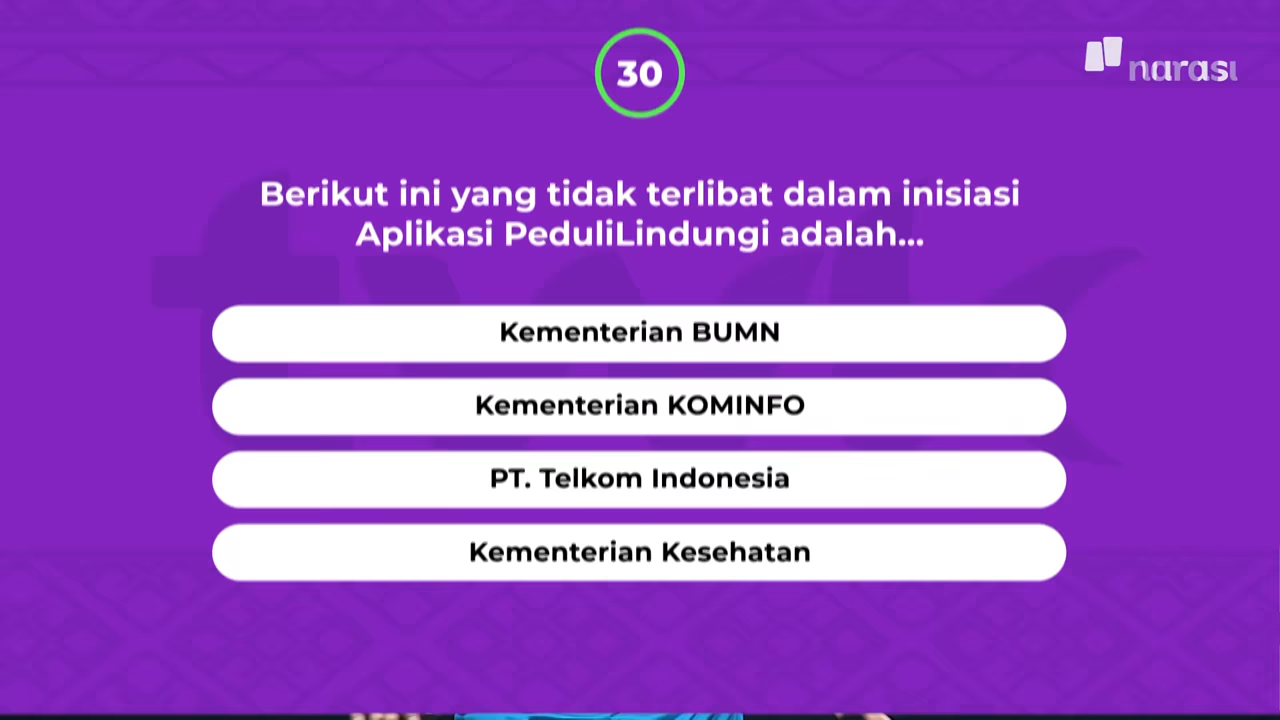 30
narasi
Berikut ini yang tidak terlibat dalam inisiasi
Aplikasi PeduliLindungi adalah...
Kementerian BUMN
Kementerian KOMINFO
PT. Telkom Indonesia
Kementerian Kesehatan